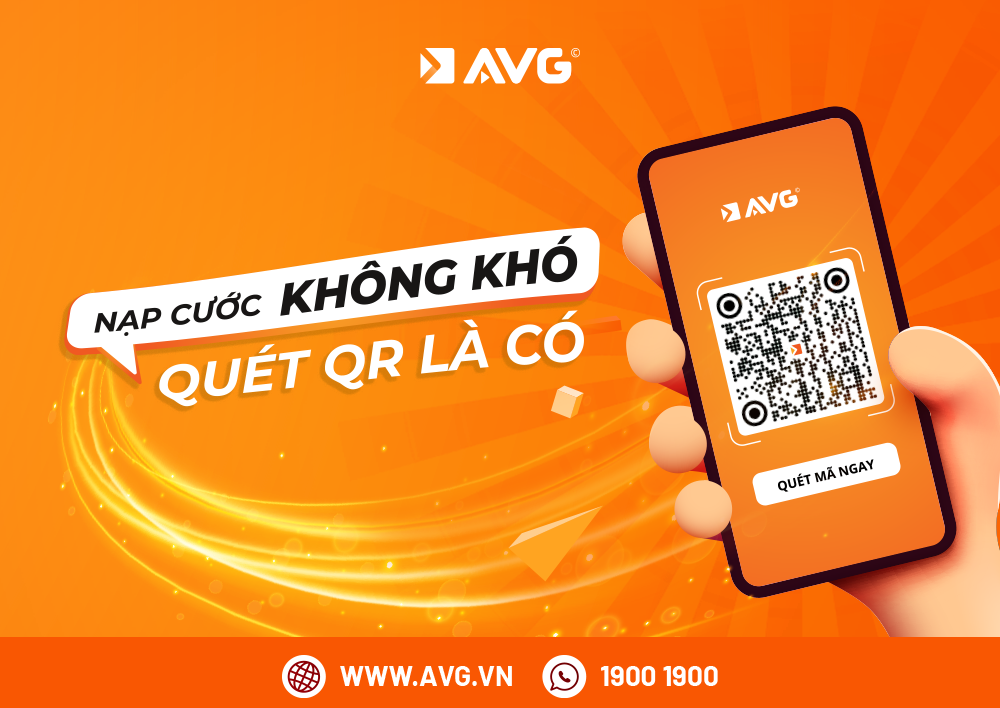 AVG©
NẠP CƯỚC KHÔNG KHÓ
QUÉT QR LÀ CÓ
AVG©
QUÉT MÃ NGAY
WWW.AVG.VN 1900 1900